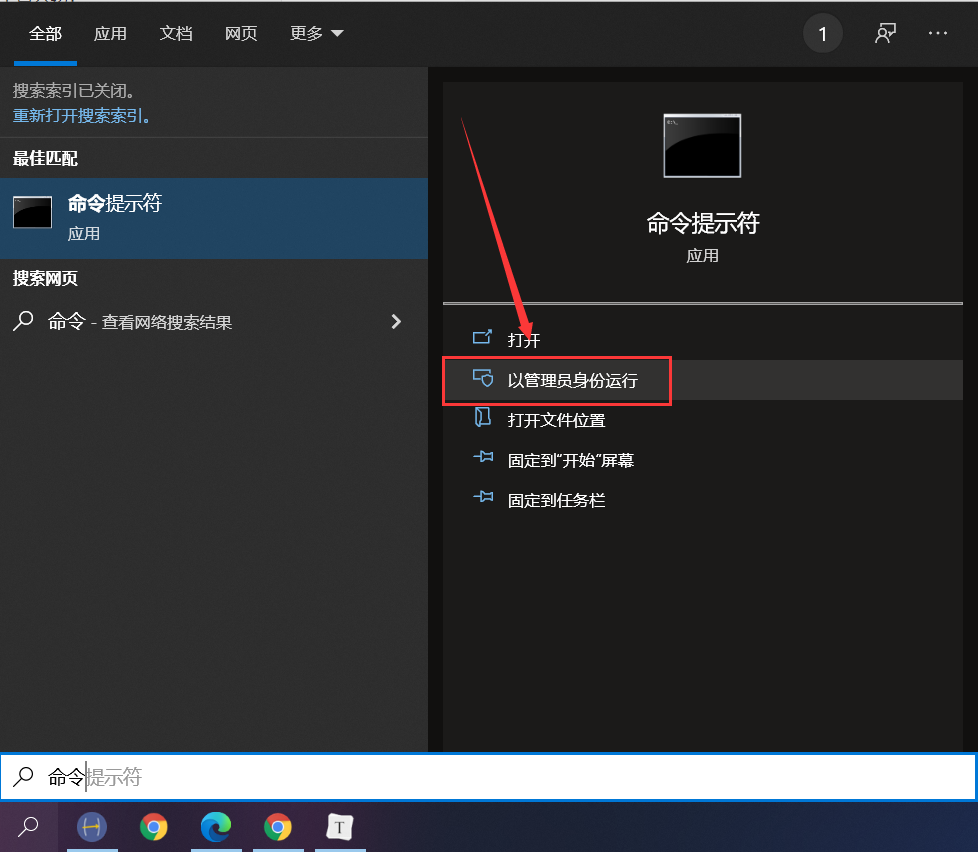 全部 应用 文档 网页 更多 1
搜索索引已关闭。
重新打开搜索索引。
最佳匹配
命令提示符
应用
搜索网页
命令 - 查看网络搜索结果
命令提示符
应用
打开
以管理员身份运行
打开文件位置
固定到"开始"屏幕
固定到任务栏
命令提示符
T